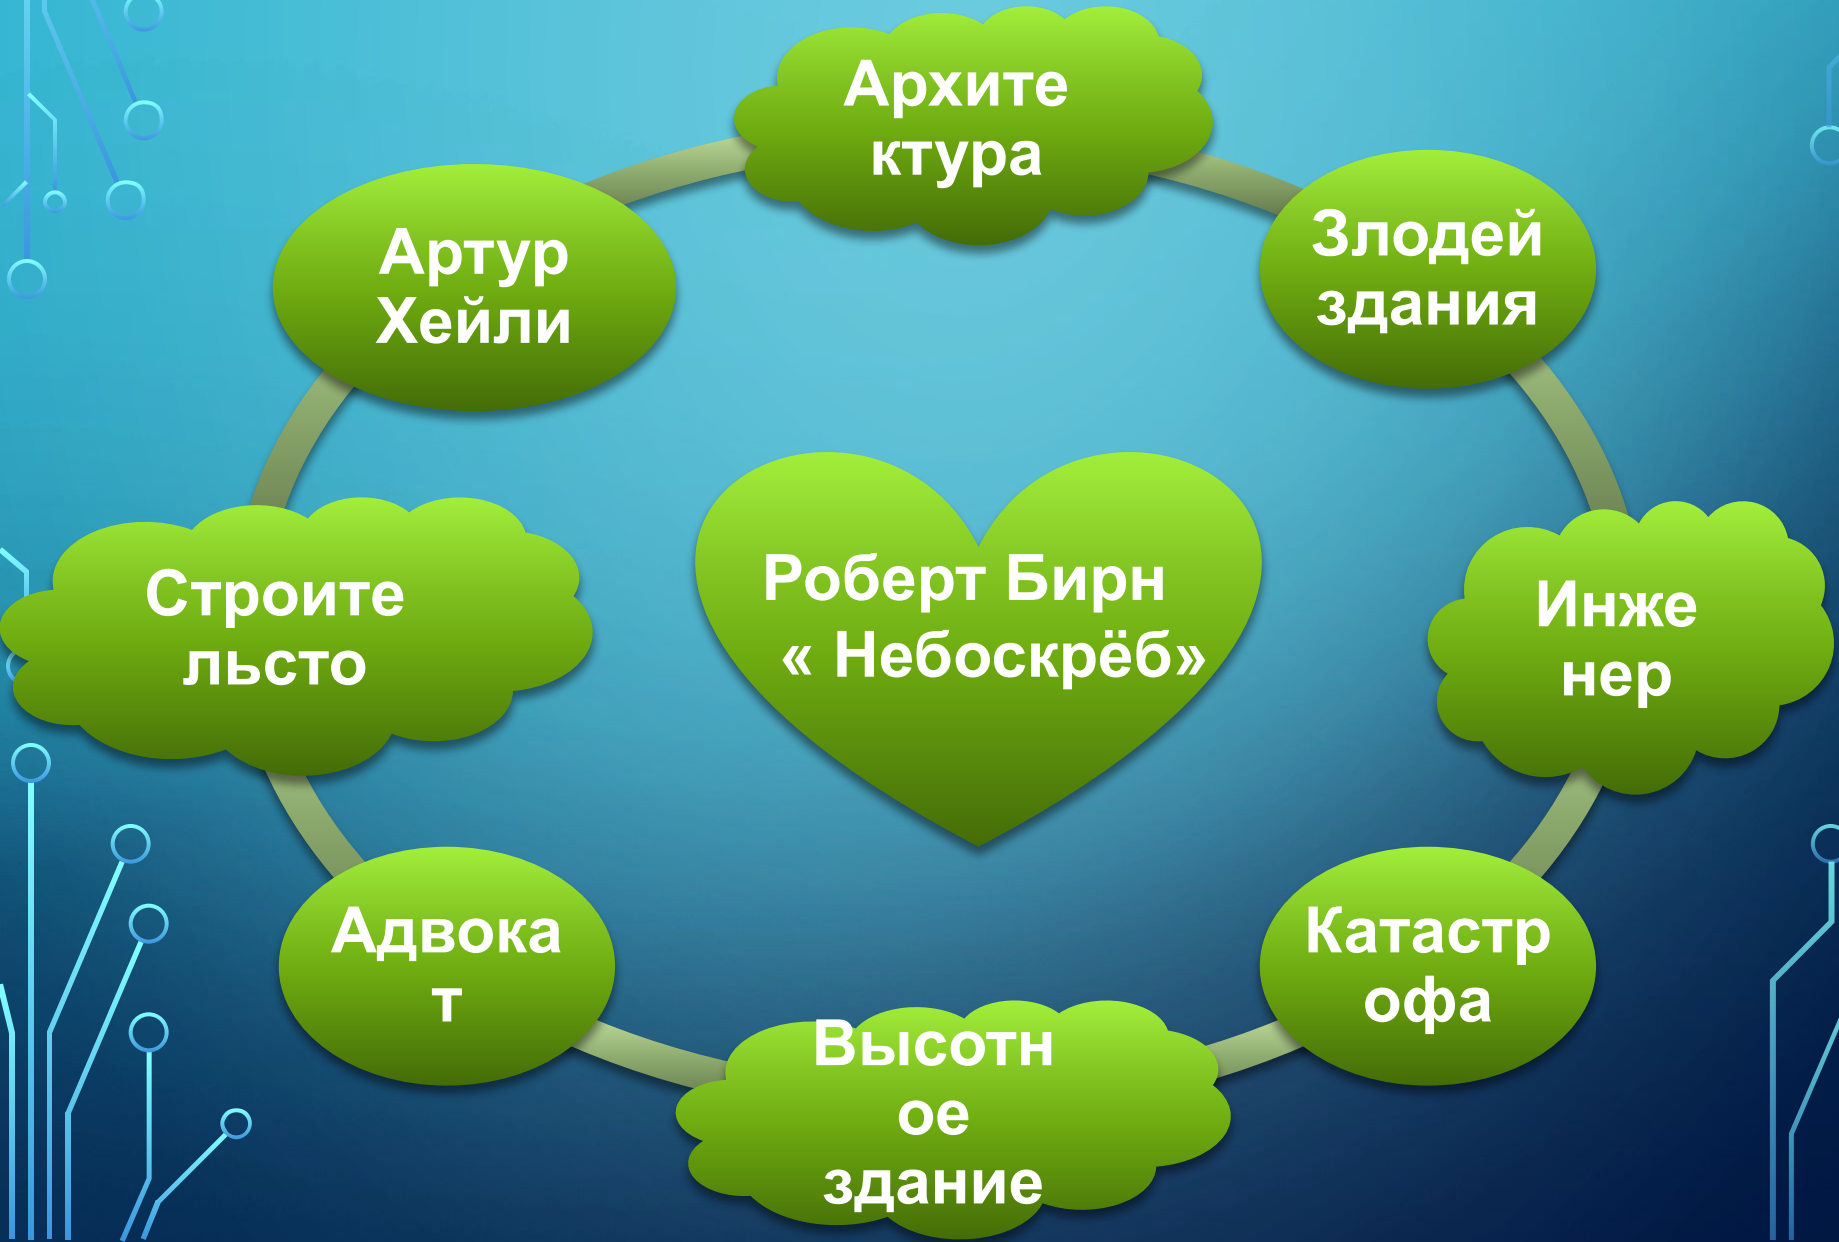 Архите
ктура
Злодей
здания
Артур
Хейли
Роберт Бирн
« Небоскрёб»
Строите
льсто
Инже
нер
Адвока
т
Катастр
офа
Высотн
ое
здание